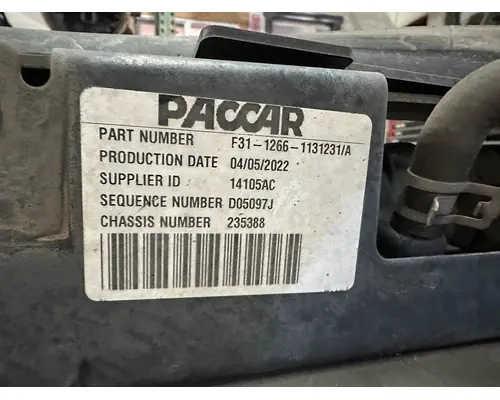 PACCAR
PART NUMBER F31-1266-1131231/A
PRODUCTION DATE 04/05/2022
SUPPLIER ID 14105AC
SEQUENCE NUMBER D05097J
CHASSIS NUMBER 235388